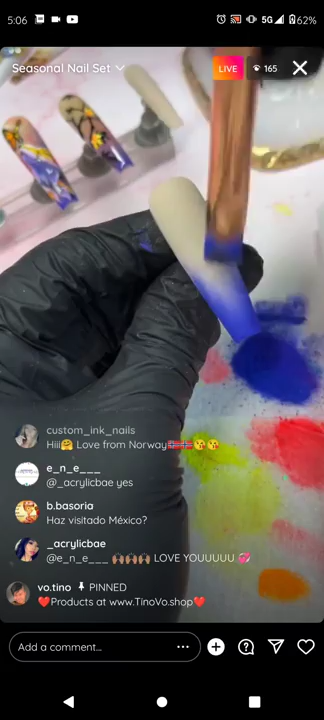 5:06
5G 62%
Seasonal Nail Set
LIVE
165
custom_ink_nails
Hiii🤗 Love from Norway🇳🇴🇳🇴😘😘
e_n_e___
@_acrylicbae yes
b.basoria
Haz visitado México?
_acrylicbae
@e_n_e___ 🙌🏽🙌🏽🙌🏽 LOVE YOUUUUU 💞
vo.tino 📌 PINNED
❤️Products at www.TinoVo.shop❤️
Add a comment...